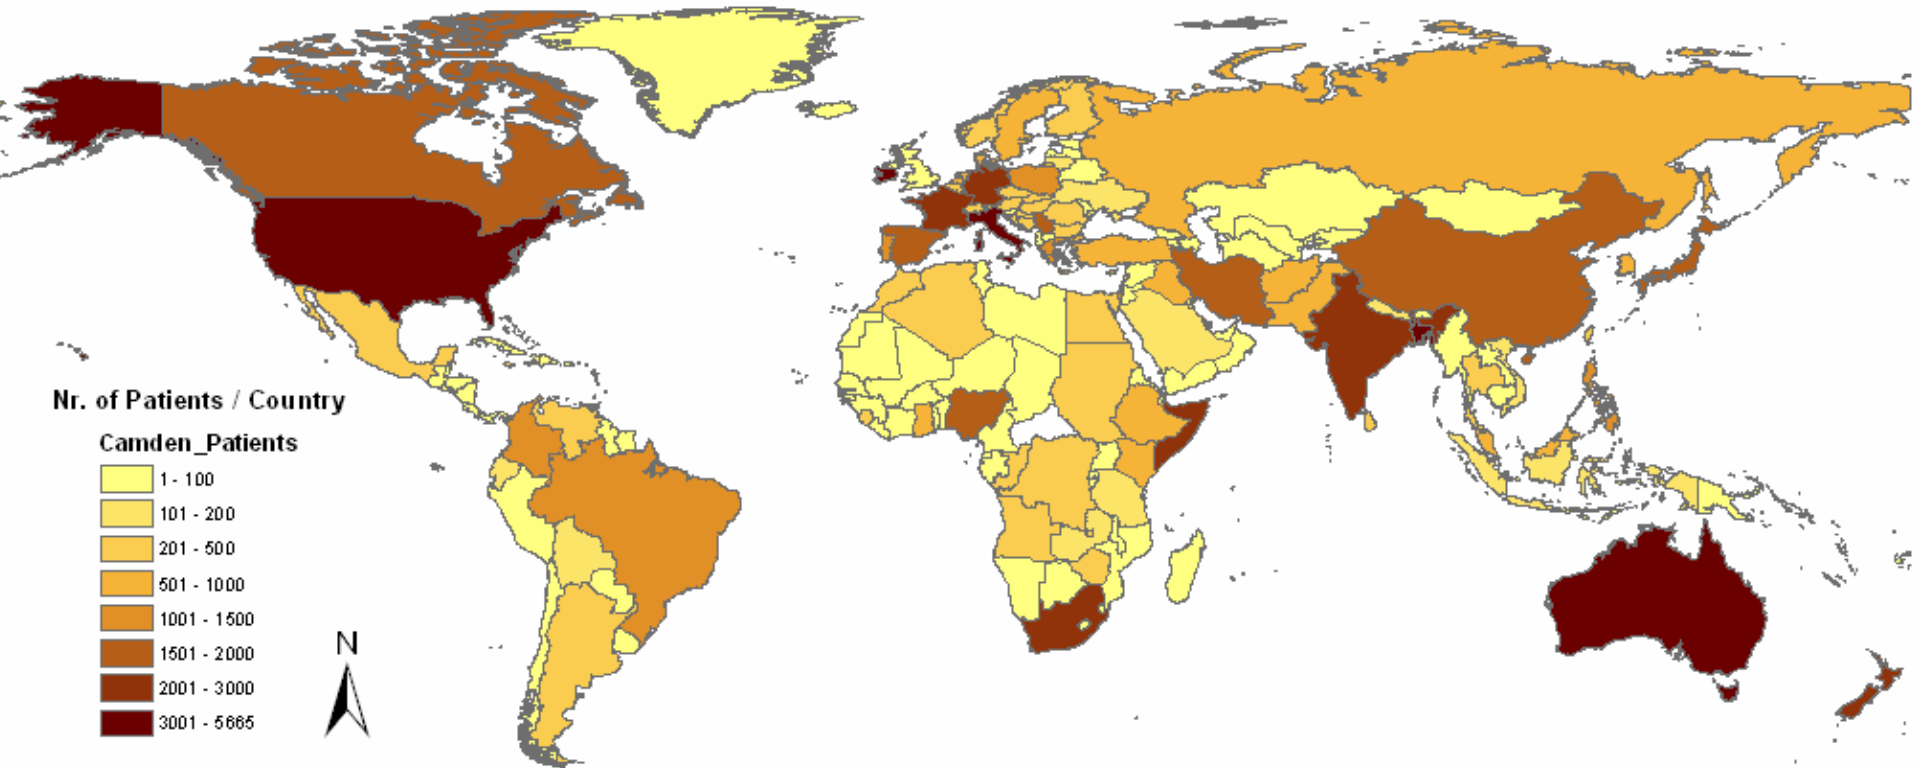 Nr. of Patients / Country
Camden_Patients
1 - 100
101 - 200
201 - 500
501 - 1000
1001 - 1500
1501 - 2000
2001 - 3000
3001 - 5665
N